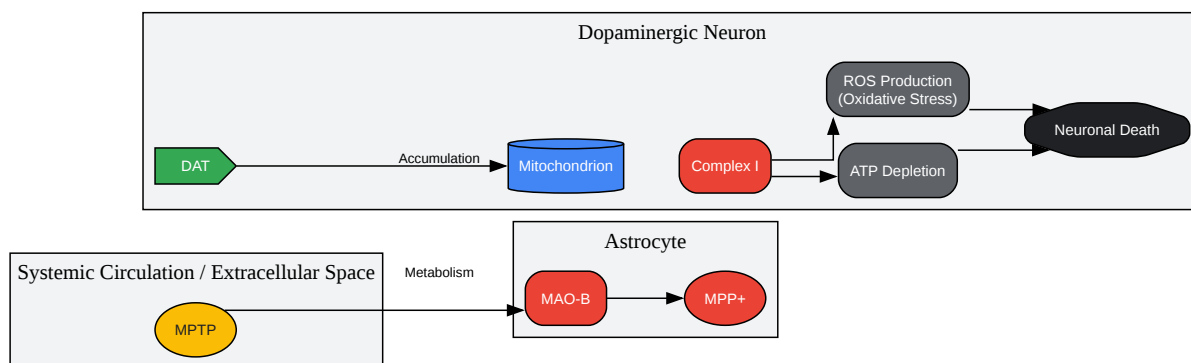 Dopaminergic Neuron
ROS Production
(Oxidative Stress)
Neuronal Death
DAT
Accumulation
Mitochondrion
Complex I
ATP Depletion
Astrocyte
Systemic Circulation / Extracellular Space
Metabolism
MAO-B
MPP+
MPTP